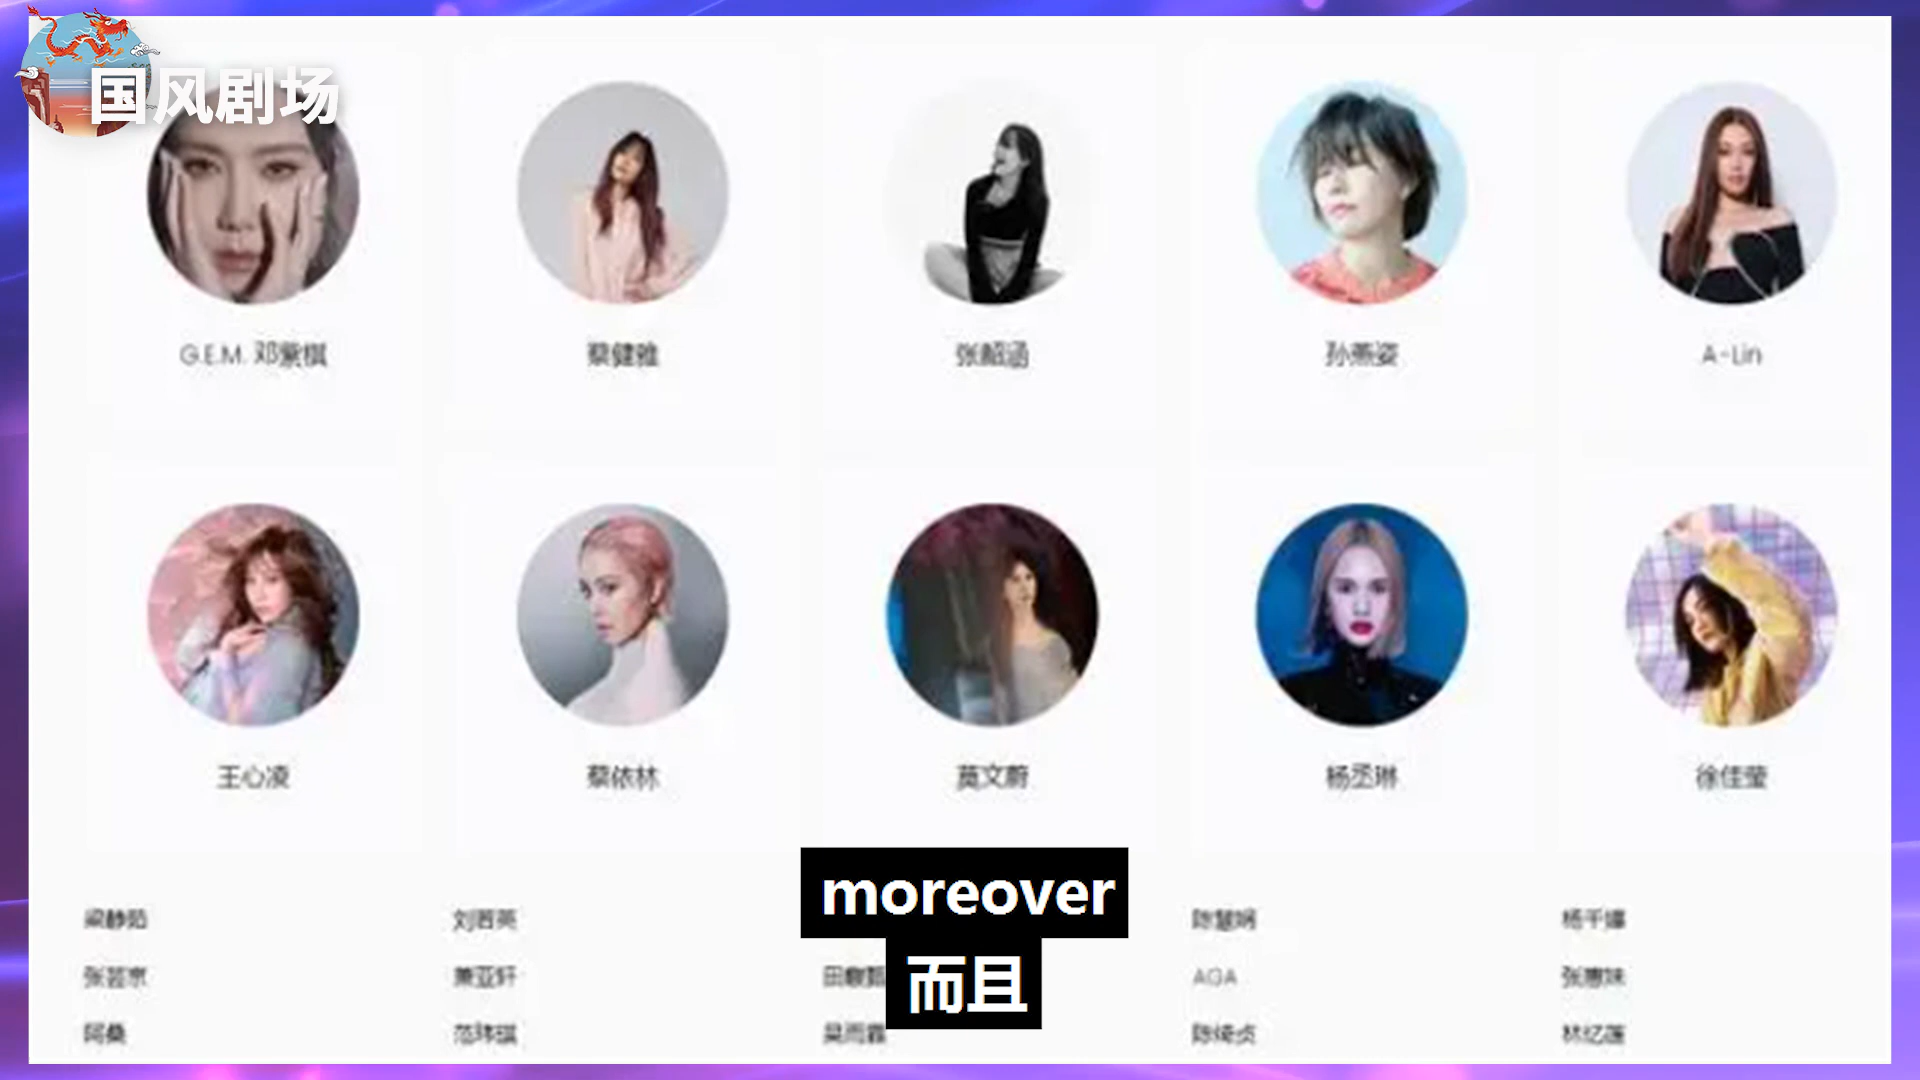 国风剧场
G.E.M. 邓紫棋
蔡健雅
张韶涵
孙燕姿
A-Lin
王心凌
蔡依林
莫文蔚
杨丞琳
徐佳莹
moreover
而且
梁静茹
刘若英
陈慧娴
杨千嬅
张芸京
萧亚轩
田馥甄
AGA
张惠妹
阿桑
范玮琪
梁雨霏
陈绮贞
林忆莲